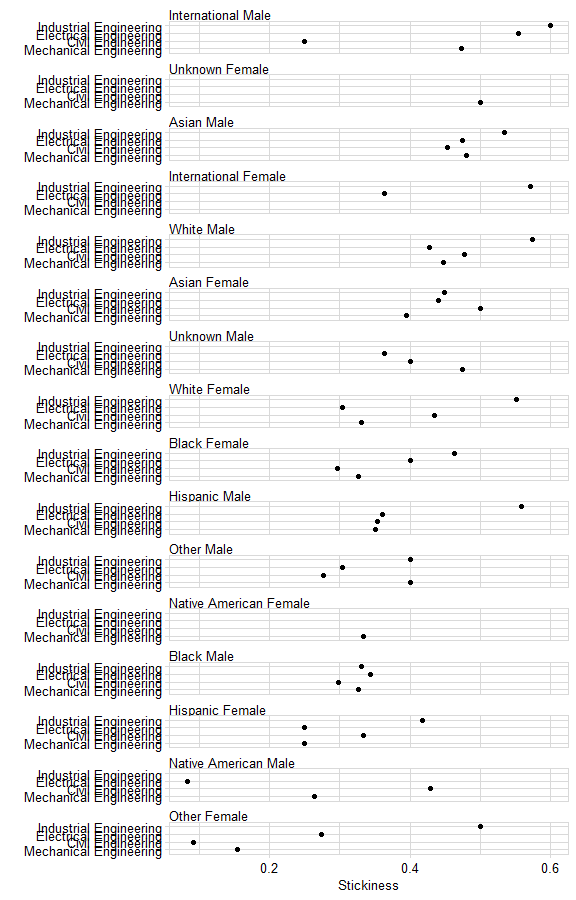 International Male
Industrial Engineering
Electrical Engineering
Civil Engineering
Mechanical Engineering
Unknown Female
Industrial Engineering
Electrical Engineering
Civil Engineering
Mechanical Engineering
Asian Male
Industrial Engineering
Electrical Engineering
Civil Engineering
Mechanical Engineering
International Female
Industrial Engineering
Electrical Engineering
Civil Engineering
Mechanical Engineering
White Male
Industrial Engineering
Electrical Engineering
Civil Engineering
Mechanical Engineering
Asian Female
Industrial Engineering
Electrical Engineering
Civil Engineering
Mechanical Engineering
Unknown Male
Industrial Engineering
Electrical Engineering
Civil Engineering
Mechanical Engineering
White Female
Industrial Engineering
Electrical Engineering
Civil Engineering
Mechanical Engineering
Black Female
Industrial Engineering
Electrical Engineering
Civil Engineering
Mechanical Engineering
Hispanic Male
Industrial Engineering
Electrical Engineering
Civil Engineering
Mechanical Engineering
Other Male
Industrial Engineering
Electrical Engineering
Civil Engineering
Mechanical Engineering
Native American Female
Industrial Engineering
Electrical Engineering
Civil Engineering
Mechanical Engineering
Black Male
Industrial Engineering
Electrical Engineering
Civil Engineering
Mechanical Engineering
Hispanic Female
Industrial Engineering
Electrical Engineering
Civil Engineering
Mechanical Engineering
Native American Male
Industrial Engineering
Electrical Engineering
Civil Engineering
Mechanical Engineering
Other Female
Industrial Engineering
Electrical Engineering
Civil Engineering
Mechanical Engineering
0.2 0.4 0.6
Stickiness